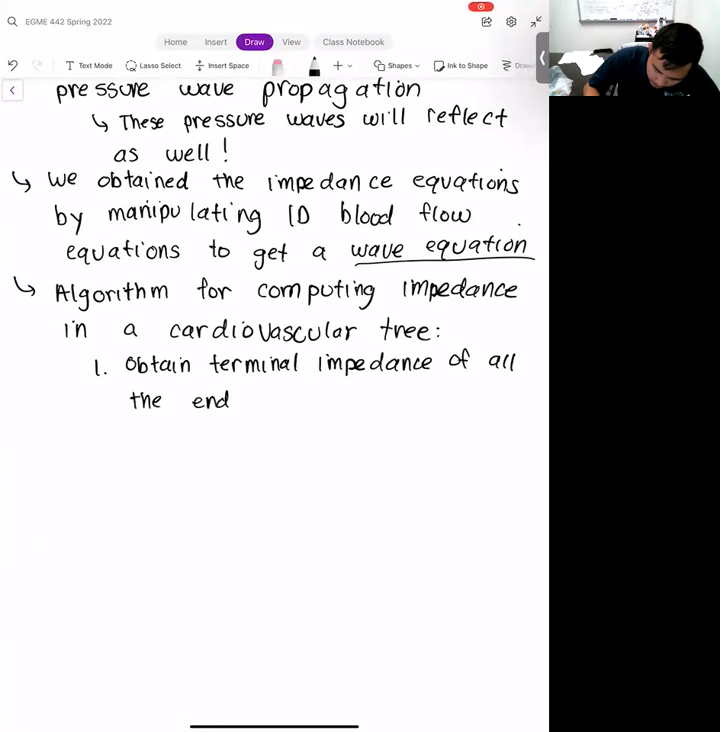 EGME 442 Spring 2022
Home Insert Draw View Class Notebook
Text Mode Lasso Select Insert Space Shapes Ink to Shape Draw
pressure wave propagation
↳ These pressure waves will reflect
as well!
↳ we obtained the impedance equations
by manipulating 1D blood flow
equations to get a wave equation
↳ Algorithm for computing impedance
in a cardiovascular tree:
1. Obtain terminal impedance of all
the end